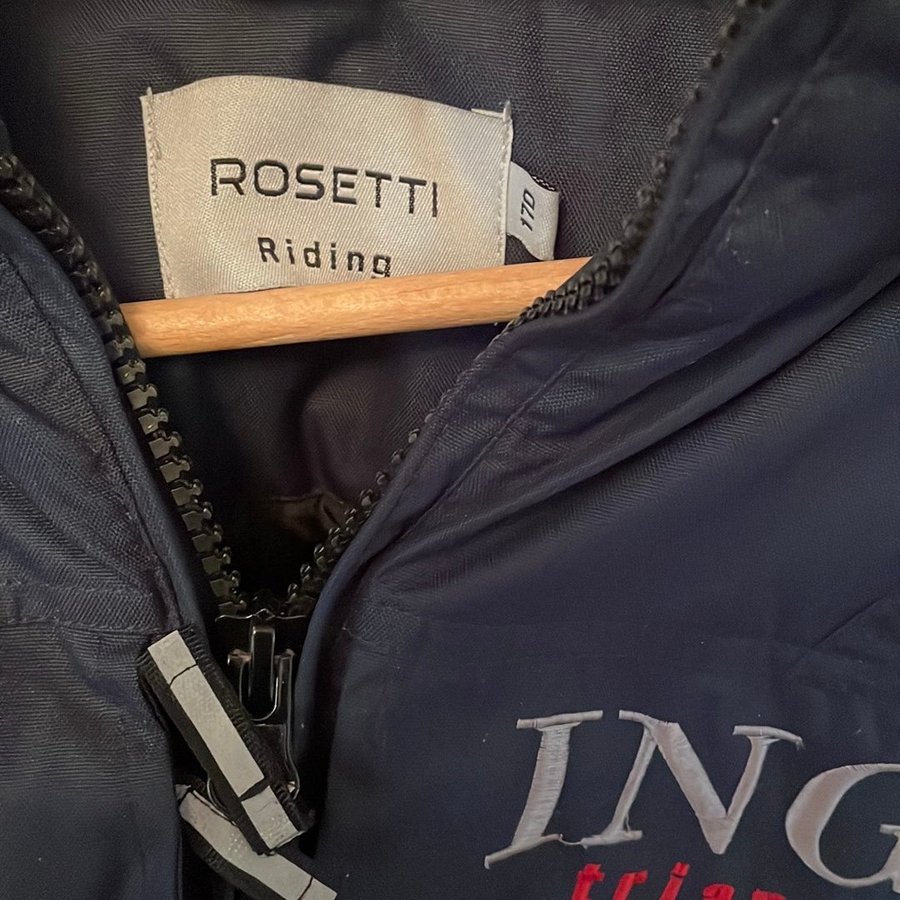 ROSETTI
Riding
170
ING